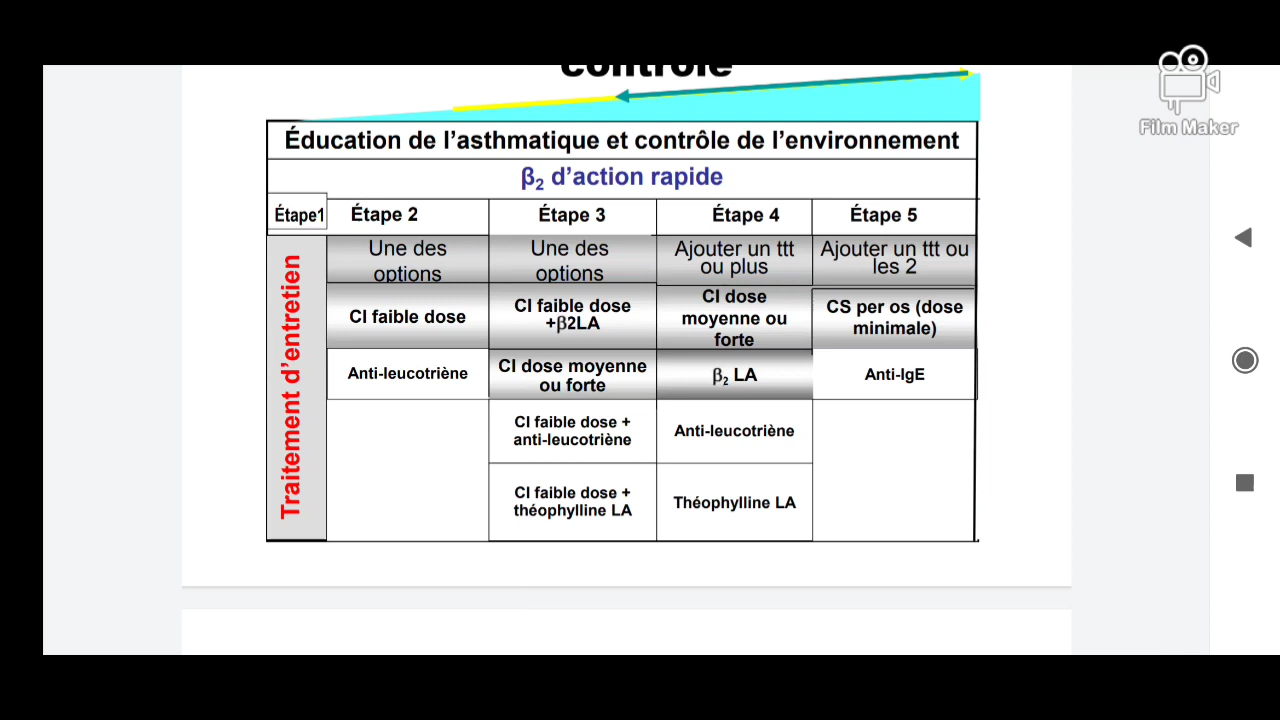 contrôle
Film Maker
Éducation de l'asthmatique et contrôle de l'environnement
β2 d'action rapide
Étape1
Étape 2
Étape 3
Étape 4
Étape 5
Traitement d'entretien
Une des
options
Une des
options
Ajouter un ttt
ou plus
Ajouter un ttt ou
les 2
CI faible dose
CI faible dose
+β2LA
CI dose
moyenne ou
forte
CS per os (dose
minimale)
Anti-leucotriène
CI dose moyenne
ou forte
β2 LA
Anti-IgE
CI faible dose +
anti-leucotriène
Anti-leucotriène
CI faible dose +
théophylline LA
Théophylline LA